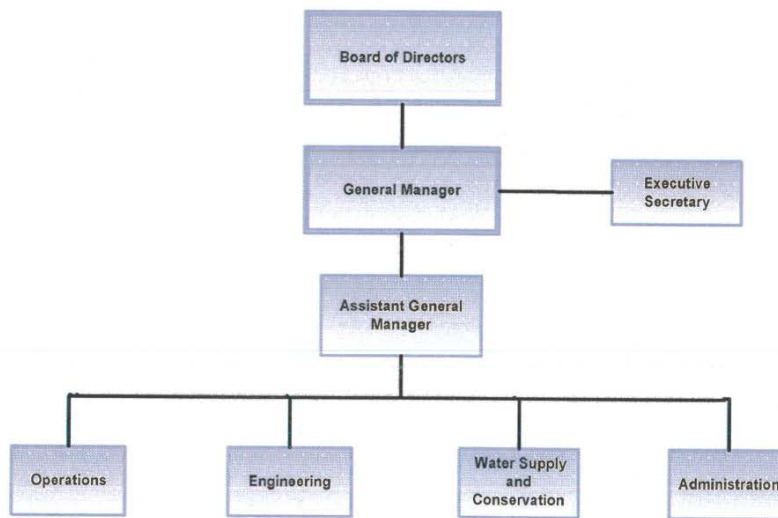 Board of Directors
General Manager
Executive
Secretary
Assistant General
Manager
Operations
Engineering
Water Supply
and
Conservation
Administration